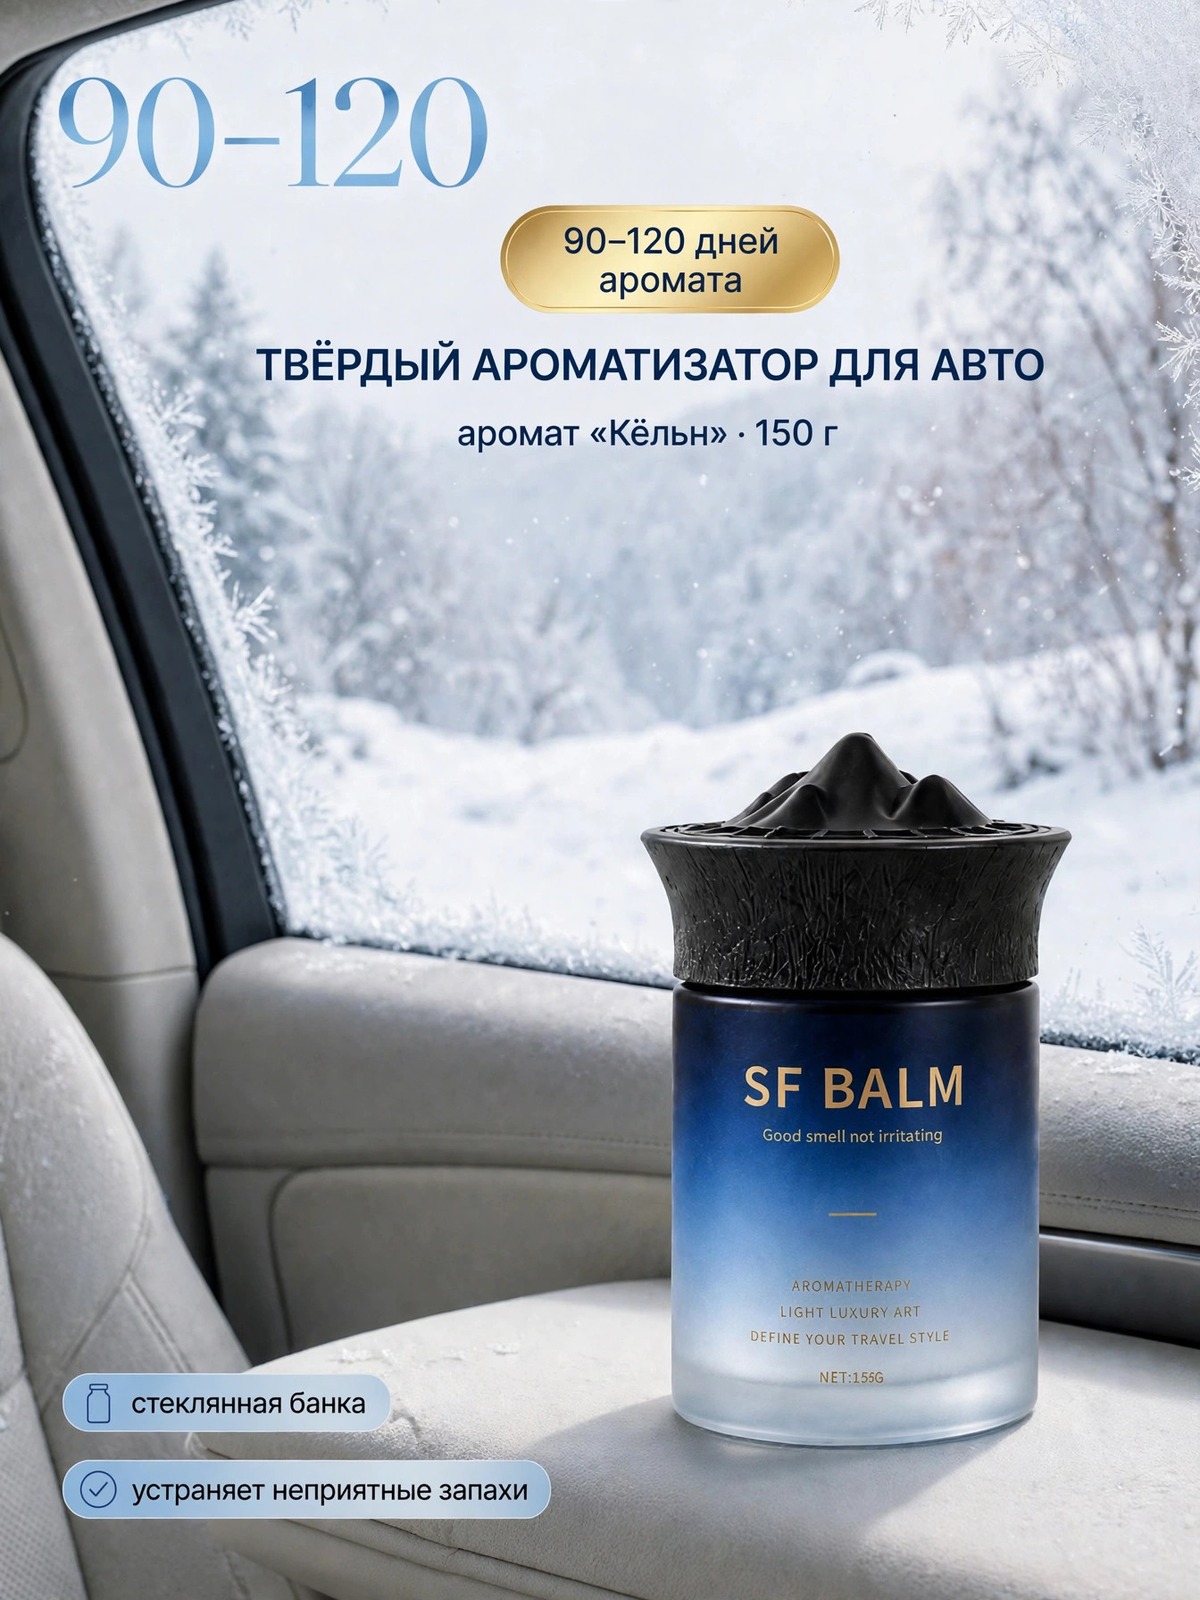 90–120
90–120 дней
аромата
ТВЁРДЫЙ АРОМАТИЗАТОР ДЛЯ АВТО
аромат «Кёльн» · 150 г
SF BALM
Good smell not irritating
AROMATHERAPY
LIGHT LUXURY ART
DEFINE YOUR TRAVEL STYLE
NET:155G
стеклянная банка
устраняет неприятные запахи